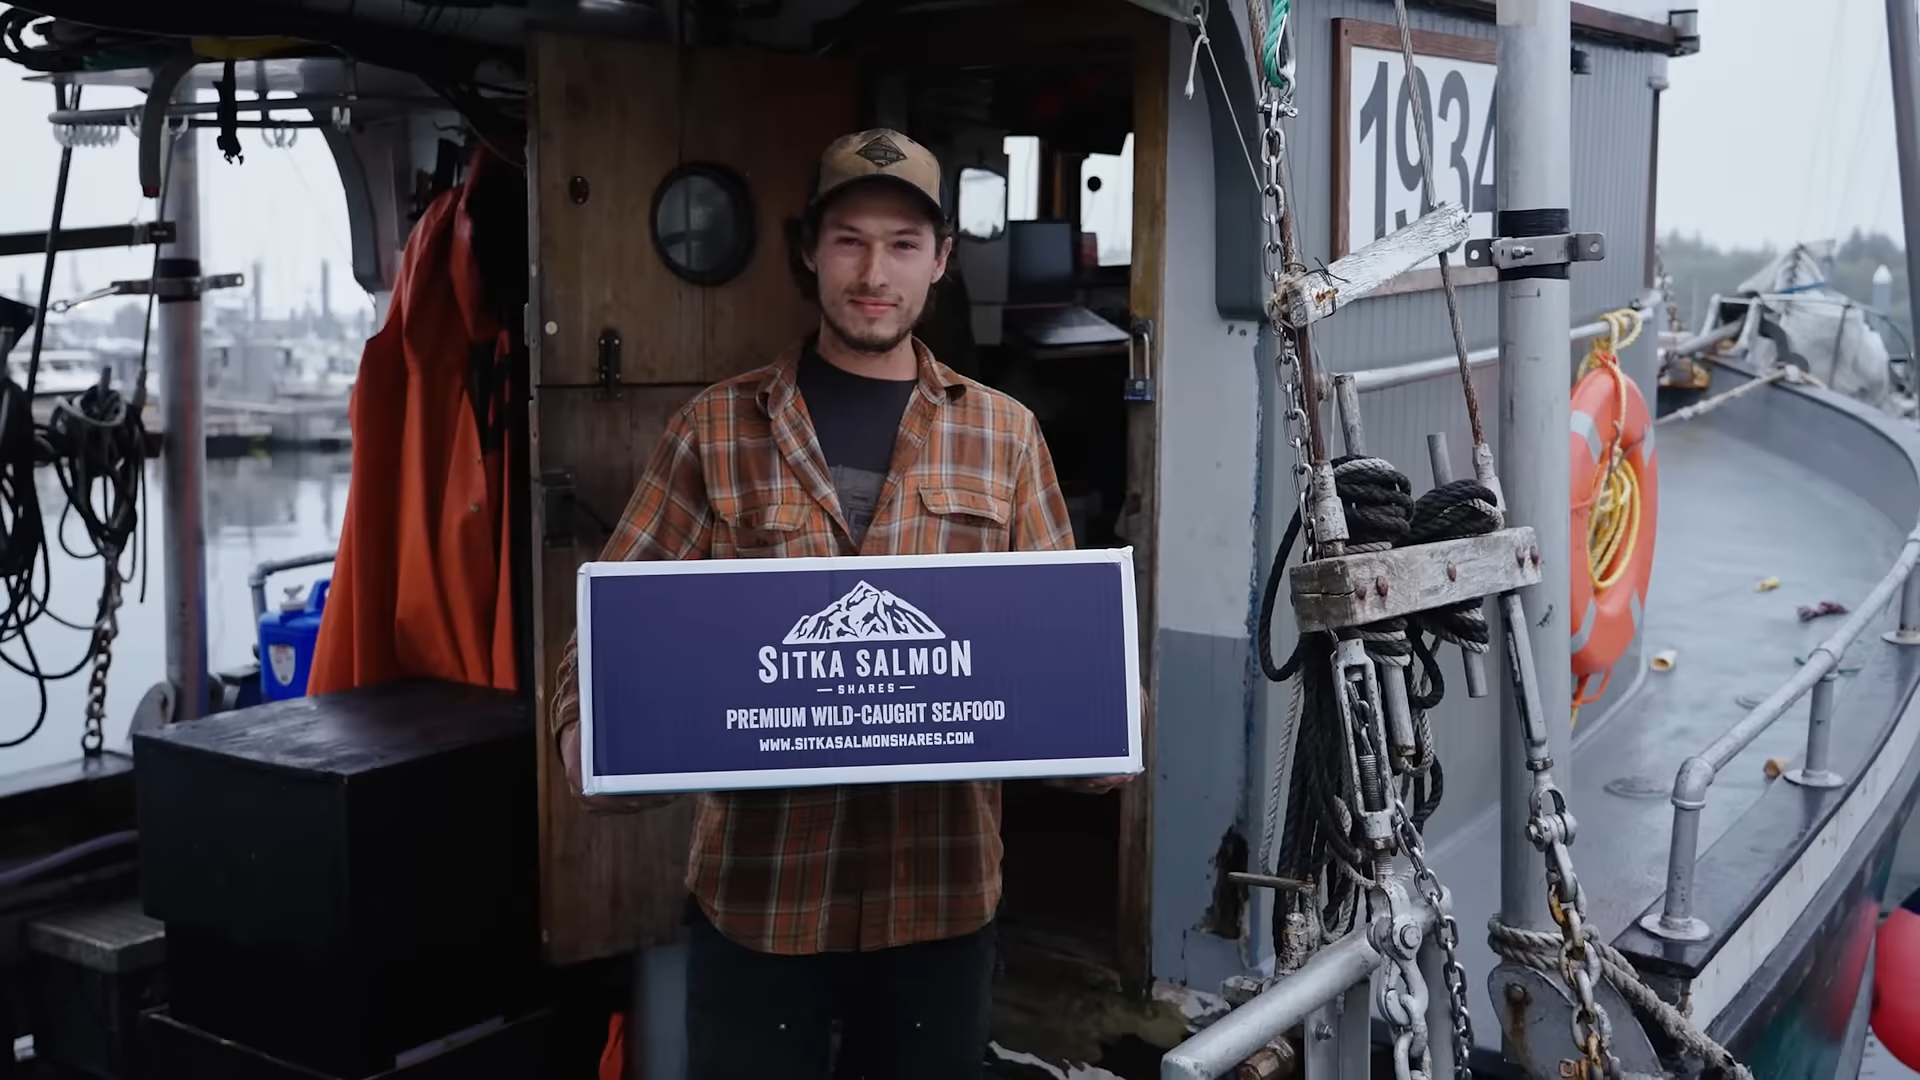 1934
SITKA SALMON
SHARES
PREMIUM WILD-CAUGHT SEAFOOD
WWW.SITKASALMONSHARES.COM